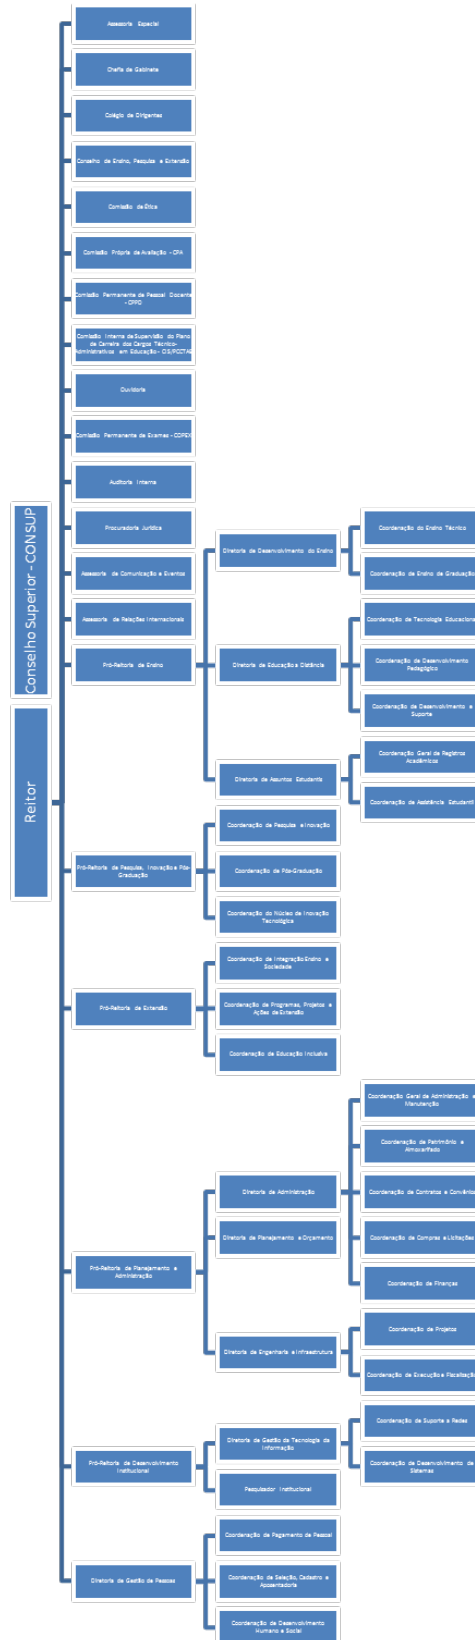 Assessoria Especial
Chefia de Gabinete
Colégio de Dirigentes
Conselho de Ensino, Pesquisa e Extensão
Comissão de Ética
Comissão Própria de Avaliação - CPA
Comissão Permanente de Pessoal Docente
- CPPD
Comissão Interna de Supervisão do Plano
de Carreira dos Cargos Técnico-
Administrativos em Educação - CIS/PCCTAE
Ouvidoria
Comissão Permanente de Exames - COPEX
Auditoria Interna
Procuradoria Jurídica
Assessoria de Comunicação e Eventos
Assessoria de Relações Internacionais
Conselho Superior - CONSUP
Reitor
Pró-Reitoria de Ensino
Diretoria de Desenvolvimento do Ensino
Coordenação do Ensino Técnico
Coordenação de Ensino de Graduação
Diretoria de Educação a Distância
Coordenação de Tecnologia Educacional
Coordenação de Desenvolvimento
Pedagógico
Coordenação de Desenvolvimento e
Suporte
Diretoria de Assuntos Estudantis
Coordenação Geral de Registros
Acadêmicos
Coordenação de Assistência Estudantil
Pró-Reitoria de Pesquisa, Inovação e Pós-
Graduação
Coordenação de Pesquisa e Inovação
Coordenação de Pós-Graduação
Coordenação do Núcleo de Inovação
Tecnológica
Pró-Reitoria de Extensão
Coordenação de Integração Ensino e
Sociedade
Coordenação de Programas, Projetos e
Ações de Extensão
Coordenação de Educação Inclusiva
Pró-Reitoria de Planejamento e
Administração
Diretoria de Administração
Coordenação Geral de Administração e
Manutenção
Coordenação de Patrimônio e
Almoxarifado
Coordenação de Contratos e Convênios
Coordenação de Compras e Licitações
Coordenação de Finanças
Diretoria de Planejamento e Orçamento
Diretoria de Engenharia e Infraestrutura
Coordenação de Projetos
Coordenação de Execução e Fiscalização
Pró-Reitoria de Desenvolvimento
Institucional
Diretoria de Gestão da Tecnologia da
Informação
Coordenação de Suporte a Redes
Coordenação de Desenvolvimento de
Sistemas
Pesquisador Institucional
Diretoria de Gestão de Pessoas
Coordenação de Pagamento de Pessoal
Coordenação de Seleção, Cadastro e
Aposentadoria
Coordenação de Desenvolvimento
Humano e Social